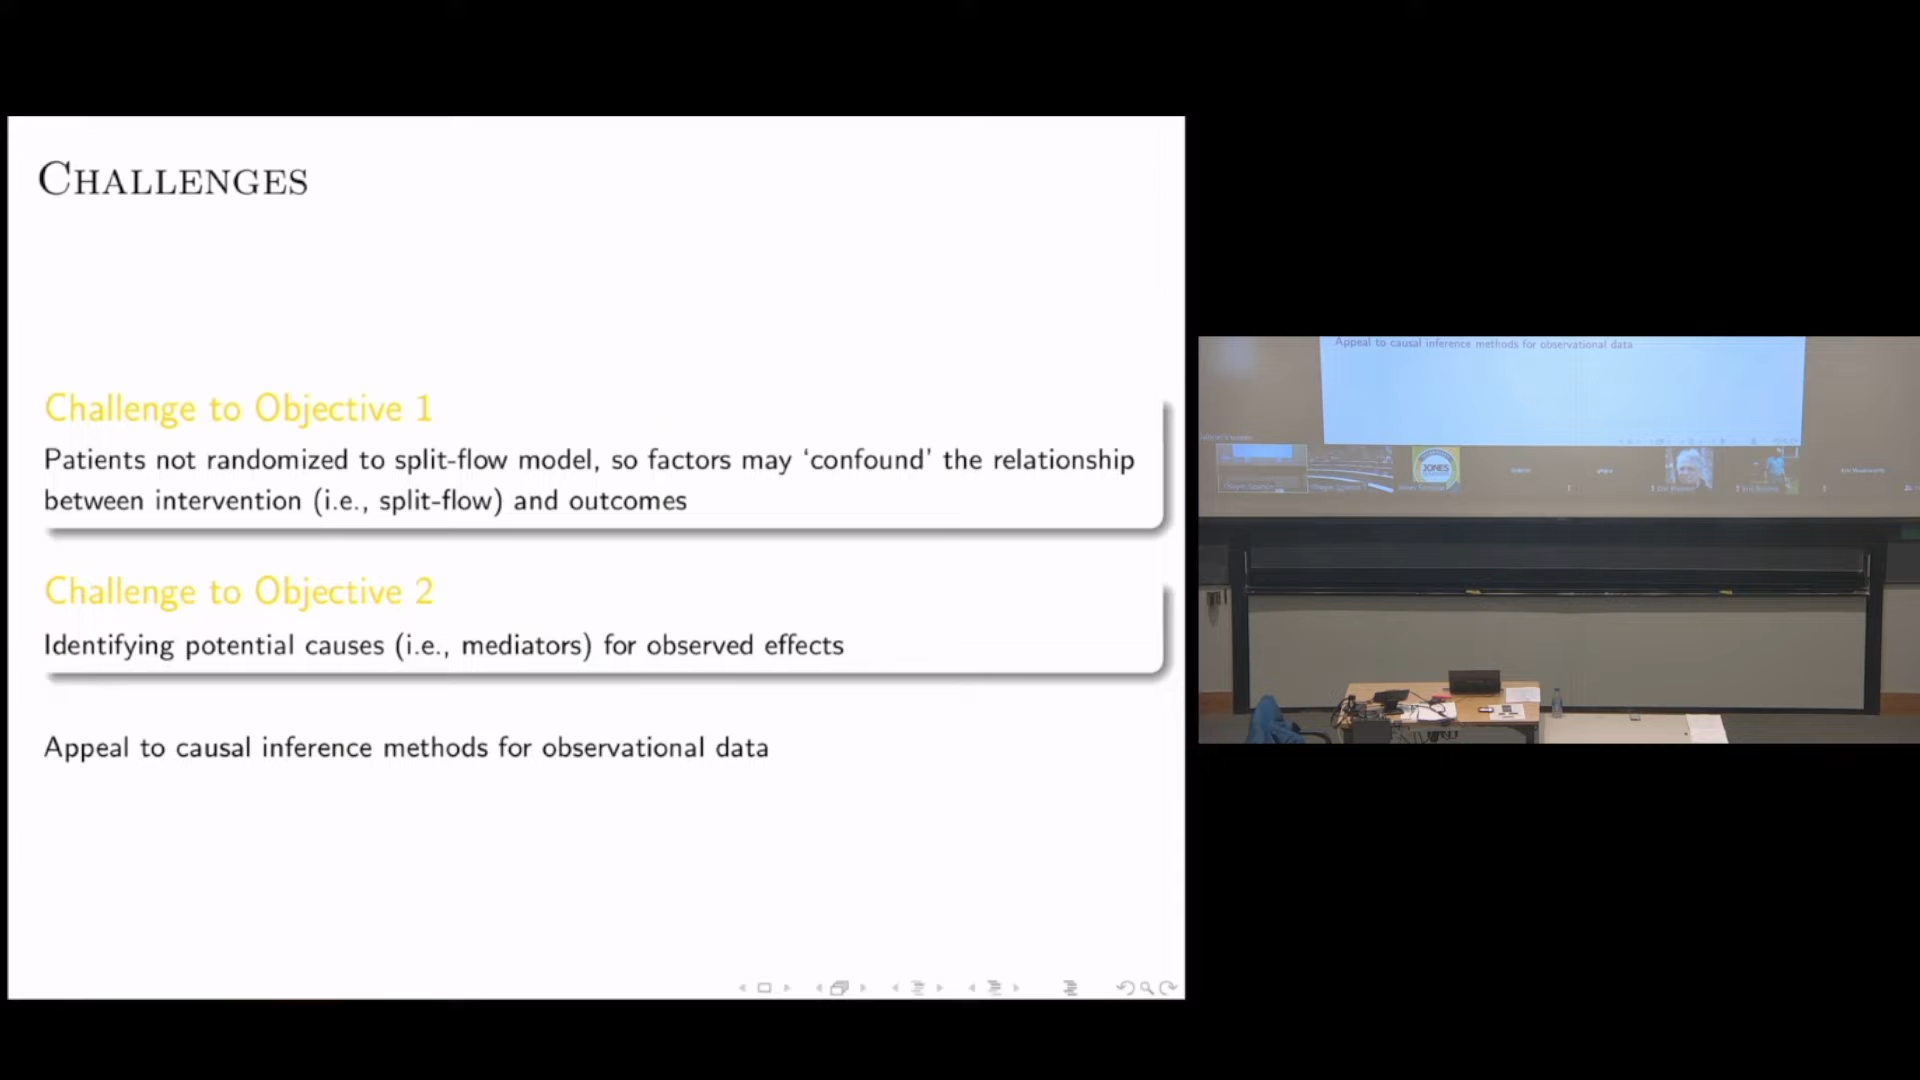 CHALLENGES
Challenge to Objective 1
Patients not randomized to split-flow model, so factors may ‘confound’ the relationship
between intervention (i.e., split-flow) and outcomes
Challenge to Objective 2
Identifying potential causes (i.e., mediators) for observed effects
Appeal to causal inference methods for observational data
Appeal to causal inference methods for observational data
JONES